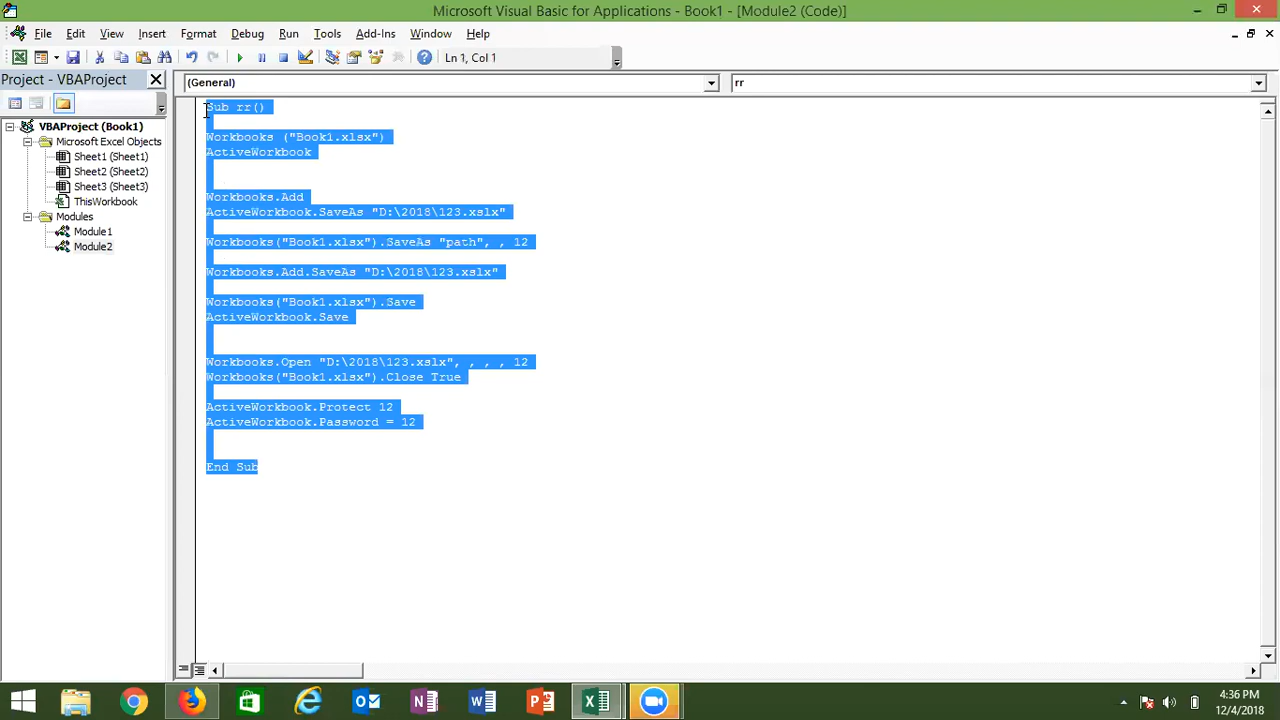 Microsoft Visual Basic for Applications - Book1 - [Module2 (Code)]
File Edit View Insert Format Debug Run Tools Add-Ins Window Help
Ln 1, Col 1
Project - VBAProject
(General)
rr
VBAProject (Book1)
Microsoft Excel Objects
Sheet1 (Sheet1)
Sheet2 (Sheet2)
Sheet3 (Sheet3)
ThisWorkbook
Modules
Module1
Module2
Sub rr()
Workbooks ("Book1.xlsx")
ActiveWorkbook
Workbooks.Add
ActiveWorkbook.SaveAs "D:\2018\123.xslx"
Workbooks("Book1.xlsx").SaveAs "path", , 12
Workbooks.Add.SaveAs "D:\2018\123.xslx"
Workbooks("Book1.xlsx").Save
ActiveWorkbook.Save
Workbooks.Open "D:\2018\123.xslx", , , , 12
Workbooks("Book1.xlsx").Close True
ActiveWorkbook.Protect 12
ActiveWorkbook.Password = 12
End Sub
4:36 PM
12/4/2018